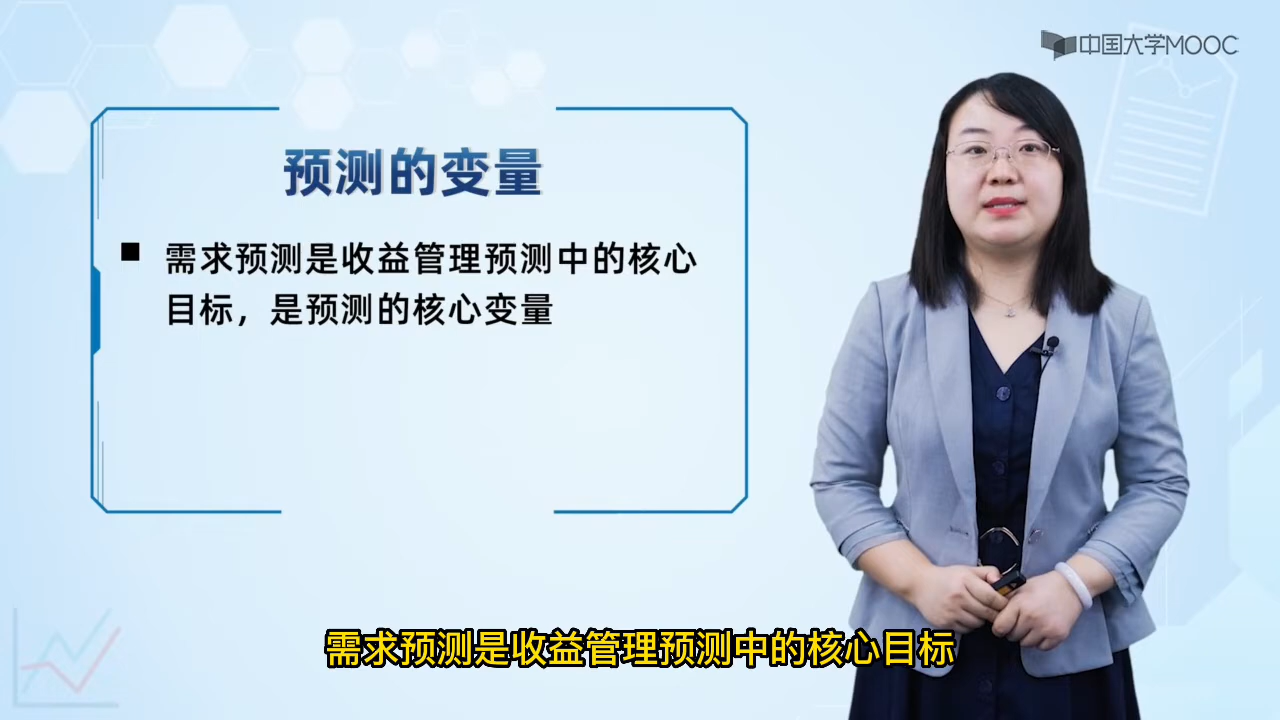 中国大学MOOC
预测的变量
需求预测是收益管理预测中的核心
目标，是预测的核心变量
需求预测是收益管理预测中的核心目标